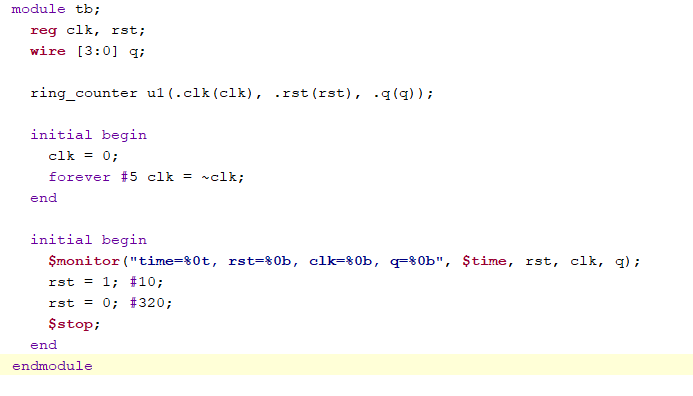 module tb;
  reg clk, rst;
  wire [3:0] q;

  ring_counter u1(.clk(clk), .rst(rst), .q(q));

  initial begin
    clk = 0;
    forever #5 clk = ~clk;
  end

  initial begin
    $monitor("time=%0t, rst=%0b, clk=%0b, q=%0b", $time, rst, clk, q);
    rst = 1; #10;
    rst = 0; #320;
    $stop;
  end
endmodule